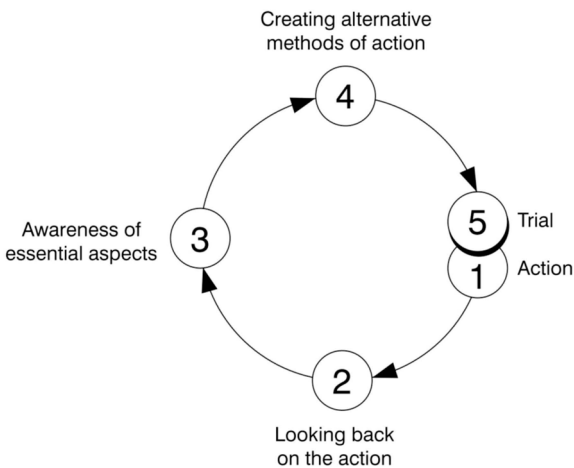 Creating alternative
methods of action
4
5
Trial
Awareness of
essential aspects
3
1
Action
2
Looking back
on the action